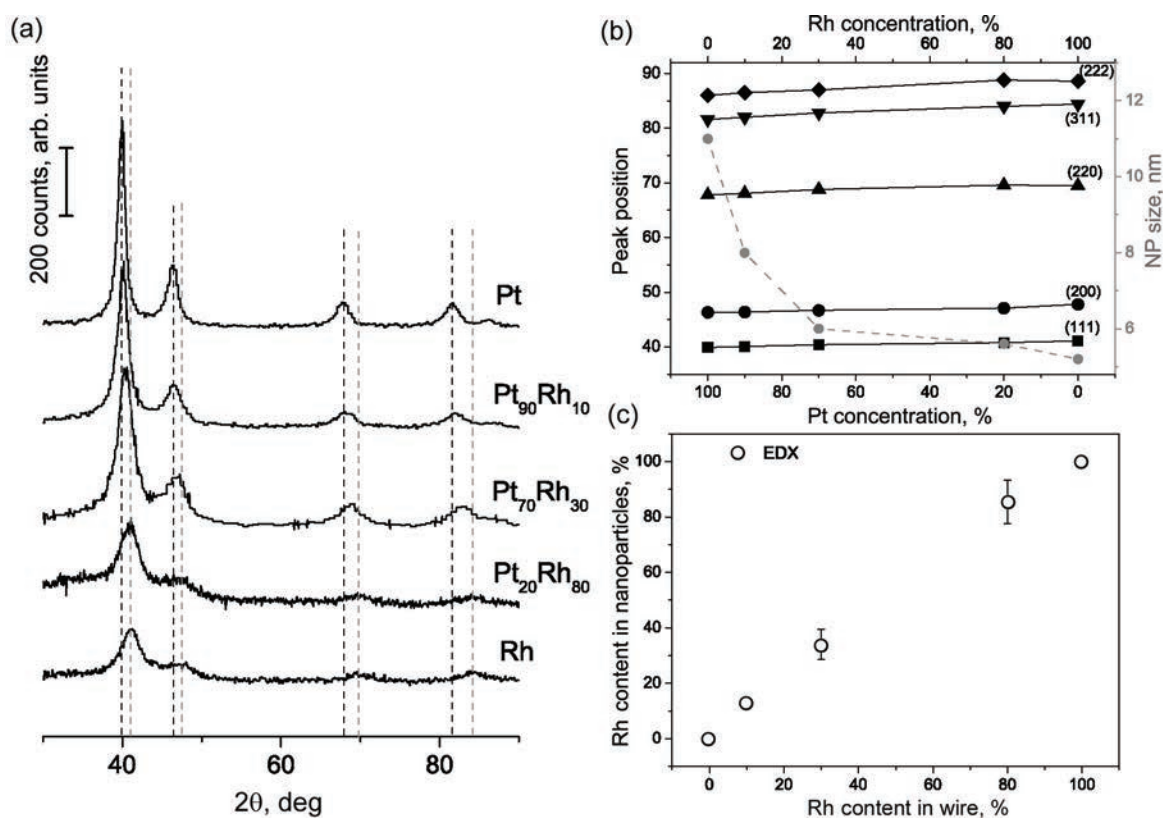 (a)
200 counts, arb. units
Pt
Pt90Rh10
Pt70Rh30
Pt20Rh80
Rh
40 60 80
2θ, deg
(b)
Rh concentration, %
0 20 40 60 80 100
90
80
70
60
50
40
Peak position
(222)
(311)
(220)
(200)
(111)
12
10
8
6
NP size, nm
100 80 60 40 20 0
Pt concentration, %
(c)
EDX
100
80
60
40
20
0
Rh content in nanoparticles, %
0 20 40 60 80 100
Rh content in wire, %